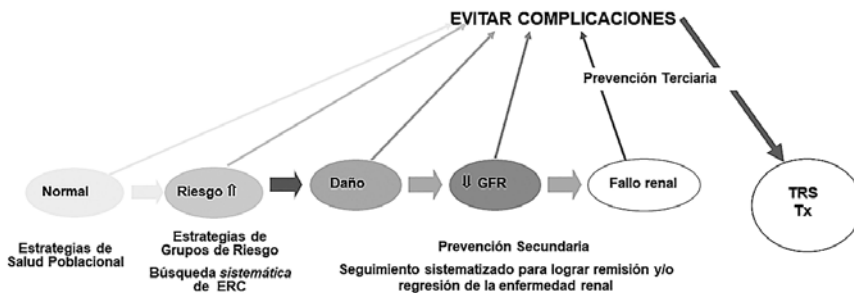 EVITAR COMPLICACIONES
Prevención Terciaria
Normal
Riesgo ⇑
Daño
⇓ GFR
Fallo renal
TRS
Tx
Estrategias de
Salud Poblacional
Estrategias de
Grupos de Riesgo
Búsqueda sistemática
de ERC
Prevención Secundaria
Seguimiento sistematizado para lograr remisión y/o
regresión de la enfermedad renal